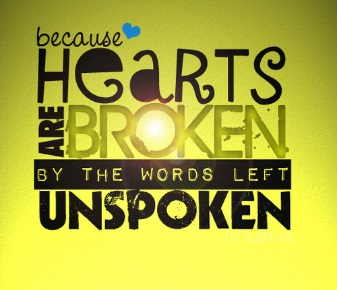 because
HEARTS
ARE BROKEN
BY THE WORDS LEFT
UNSPOKEN